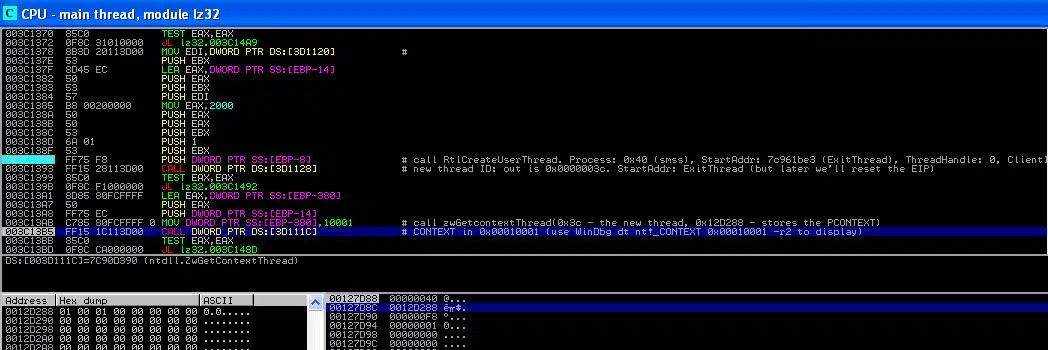 CPU - main thread, module lz32
003C1370 85C0 TEST EAX,EAX
003C1372 0F8C 31010000 JL lz32.003C14A9
003C1378 8B3D 20113D00 MOV EDI,DWORD PTR DS:[3D1120] #
003C137E 53 PUSH EBX
003C137F 8D45 EC LEA EAX,DWORD PTR SS:[EBP-14]
003C1382 50 PUSH EAX
003C1383 53 PUSH EBX
003C1384 57 PUSH EDI
003C1385 B8 00200000 MOV EAX,2000
003C138A 50 PUSH EAX
003C138B 50 PUSH EAX
003C138C 53 PUSH EBX
003C138D 6A 01 PUSH 1
003C138F 53 PUSH EBX
FF75 F8 PUSH DWORD PTR SS:[EBP-8] # call RtlCreateUserThread. Process: 0x40 (smss), StartAddr: 7c961be3 (ExitThread), ThreadHandle: 0, Client]
003C1393 FF15 28113D00 CALL DWORD PTR DS:[3D1128] # new thread ID: out is 0x0000003c. StartAddr: ExitThread (but later we'll reset the EIP)
003C1399 85C0 TEST EAX,EAX
003C139B 0F8C F1000000 JL lz32.003C1492
003C13A1 8D85 80FCFFFF LEA EAX,DWORD PTR SS:[EBP-380]
003C13A7 50 PUSH EAX
003C13A8 FF75 EC PUSH DWORD PTR SS:[EBP-14]
003C13AB C785 80FCFFFF 0 MOV DWORD PTR SS:[EBP-380],10001 # call zwGetcontextThread(0x3c - the new thread, 0x12D288 - stores the PCONTEXT)
003C13B5 FF15 1C113D00 CALL DWORD PTR DS:[3D111C] # CONTEXT in 0x00010001 (use WinDbg dt nt!_CONTEXT 0x00010001 -r2 to display)
003C13BB 85C0 TEST EAX,EAX
003C13BD 0F8C CA000000 JL lz32.003C148D
DS:[003D111C]=7C90D390 (ntdll.ZwGetContextThread)
Address Hex dump ASCII
0012D288 01 00 01 00 00 00 00 00
0012D290 00 00 00 00 00 00 00 00 ........
0012D298 00 00 00 00 00 00 00 00 ........
0012D2A0 00 00 00 00 00 00 00 00 ........
00127D88 00000040 @...
00127D8C 0012D288
00127D90 000000F8 °...
00127D94 00000001
00127D98 00000000 ....
00127D9C 00000000 ....